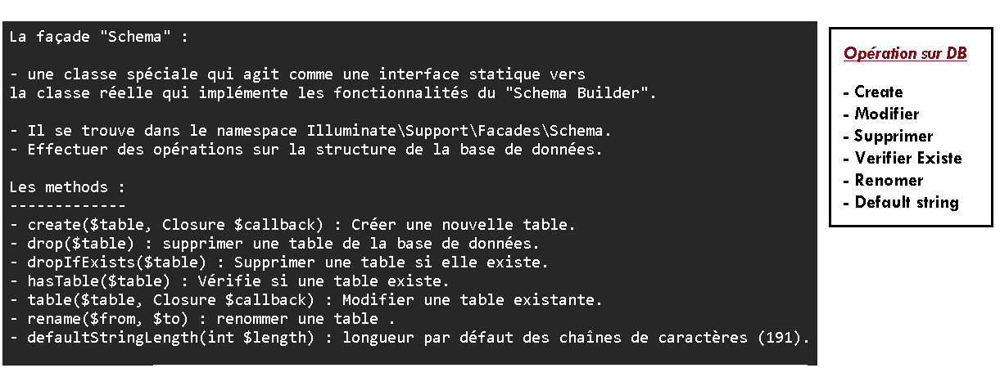 La façade "Schema" :
- une classe spéciale qui agit comme une interface statique vers
la classe réelle qui implémente les fonctionnalités du "Schema Builder".
- Il se trouve dans le namespace Illuminate\Support\Facades\Schema.
- Effectuer des opérations sur la structure de la base de données.
Les methods :
-------------
- create($table, Closure $callback) : Créer une nouvelle table.
- drop($table) : supprimer une table de la base de données.
- dropIfExists($table) : Supprimer une table si elle existe.
- hasTable($table) : Vérifie si une table existe.
- table($table, Closure $callback) : Modifier une table existante.
- rename($from, $to) : renommer une table .
- defaultStringLength(int $length) : longueur par défaut des chaînes de caractères (191).
Opération sur DB
- Create
- Modifier
- Supprimer
- Verifier Existe
- Renomer
- Default string